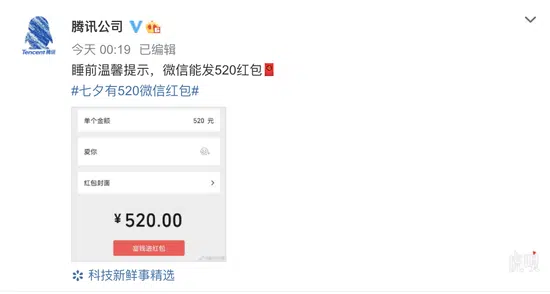 腾讯公司
Tencent 腾讯
今天 00:19 已编辑
睡前温馨提示，微信能发520红包🧧
#七夕有520微信红包#
单个金额 520 元
爱你
红包封面
¥520.00
塞钱进红包
科技新鲜事精选
虎嗅